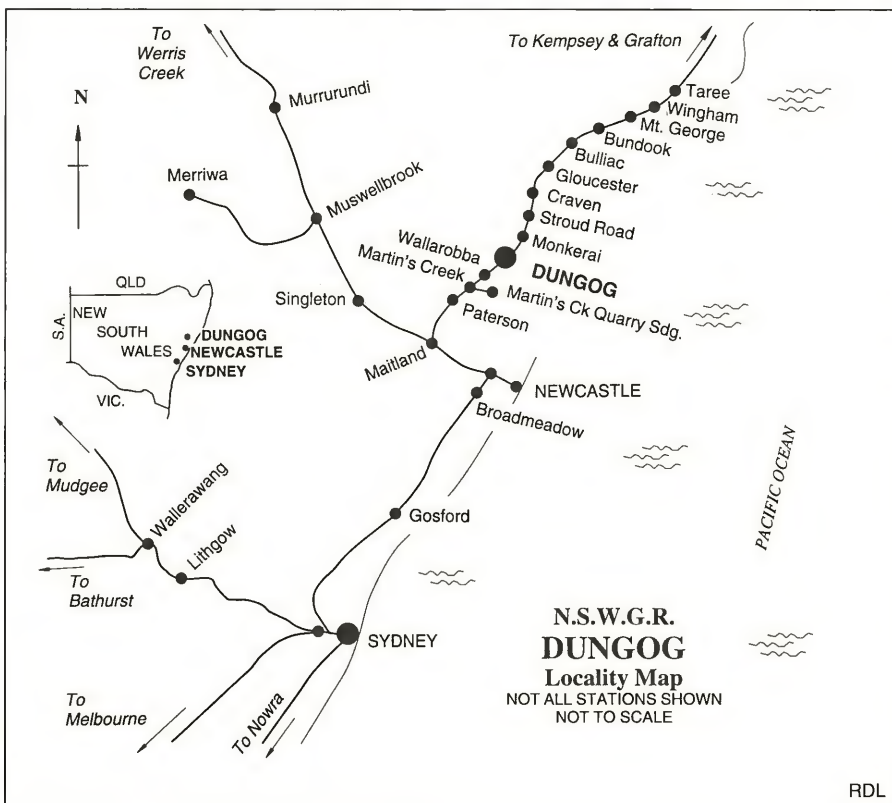 To
Werris
Creek
To Kempsey & Grafton
N
Murrurundi
Taree
Wingham
Mt. George
Bundook
Bulliac
Gloucester
Craven
Stroud Road
Monkerai
Merriwa
Muswellbrook
Wallarobba
Martin's Creek
DUNGOG
Martin's Ck Quarry Sdg.
Paterson
Singleton
Maitland
NEWCASTLE
Broadmeadow
QLD
S.A.
NEW
SOUTH
WALES
DUNGOG
NEWCASTLE
SYDNEY
VIC.
To
Mudgee
Wallerawang
Lithgow
To
Bathurst
Gosford
PACIFIC OCEAN
SYDNEY
To
Melbourne
To Nowra
N.S.W.G.R.
DUNGOG
Locality Map
NOT ALL STATIONS SHOWN
NOT TO SCALE
RDL